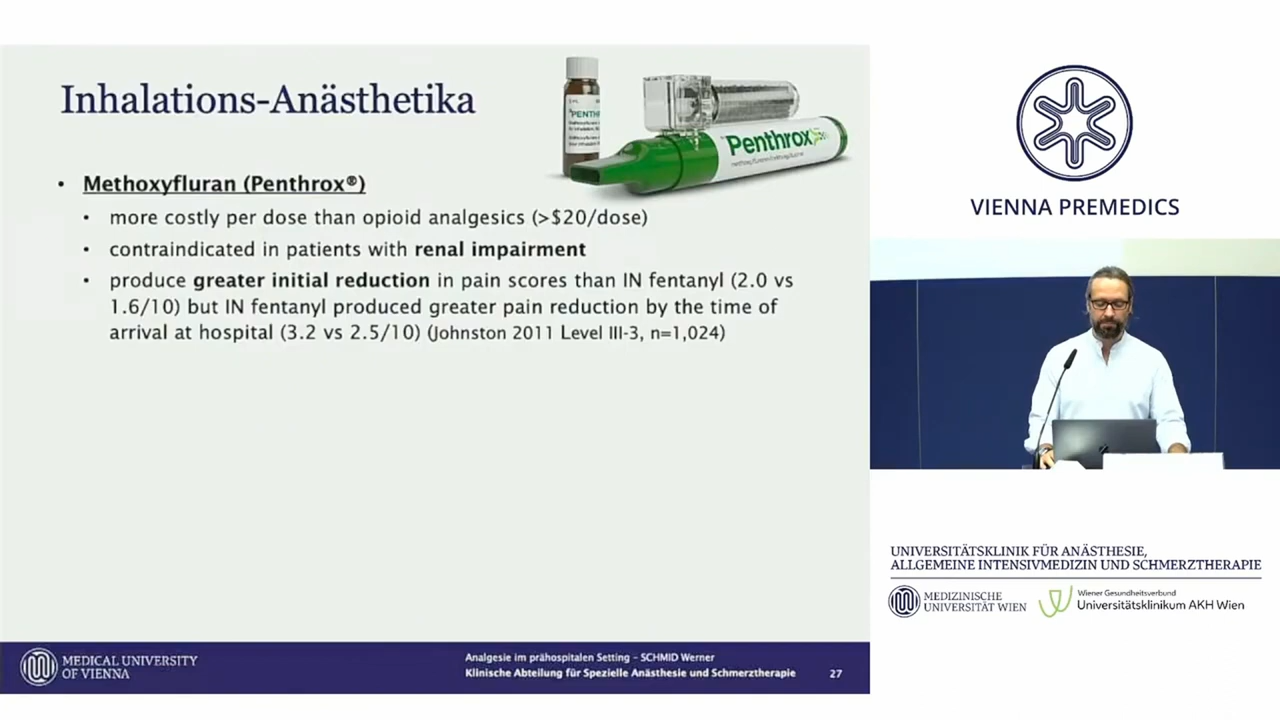 Inhalations-Anästhetika
PENTHR
Penthrox
• Methoxyfluran (Penthrox®)
• more costly per dose than opioid analgesics (>$20/dose)
• contraindicated in patients with renal impairment
• produce greater initial reduction in pain scores than IN fentanyl (2.0 vs
1.6/10) but IN fentanyl produced greater pain reduction by the time of
arrival at hospital (3.2 vs 2.5/10) (Johnston 2011 Level III-3, n=1,024)
MEDICAL UNIVERSITY
OF VIENNA
Analgesie im prähospitalen Setting – SCHMID Werner
Klinische Abteilung für Spezielle Anästhesie und Schmerztherapie
27
VIENNA PREMEDICS
UNIVERSITÄTSKLINIK FÜR ANÄSTHESIE,
ALLGEMEINE INTENSIVMEDIZIN UND SCHMERZTHERAPIE
MEDIZINISCHE
UNIVERSITÄT WIEN
Wiener Gesundheitsverbund
Universitätsklinikum AKH Wien